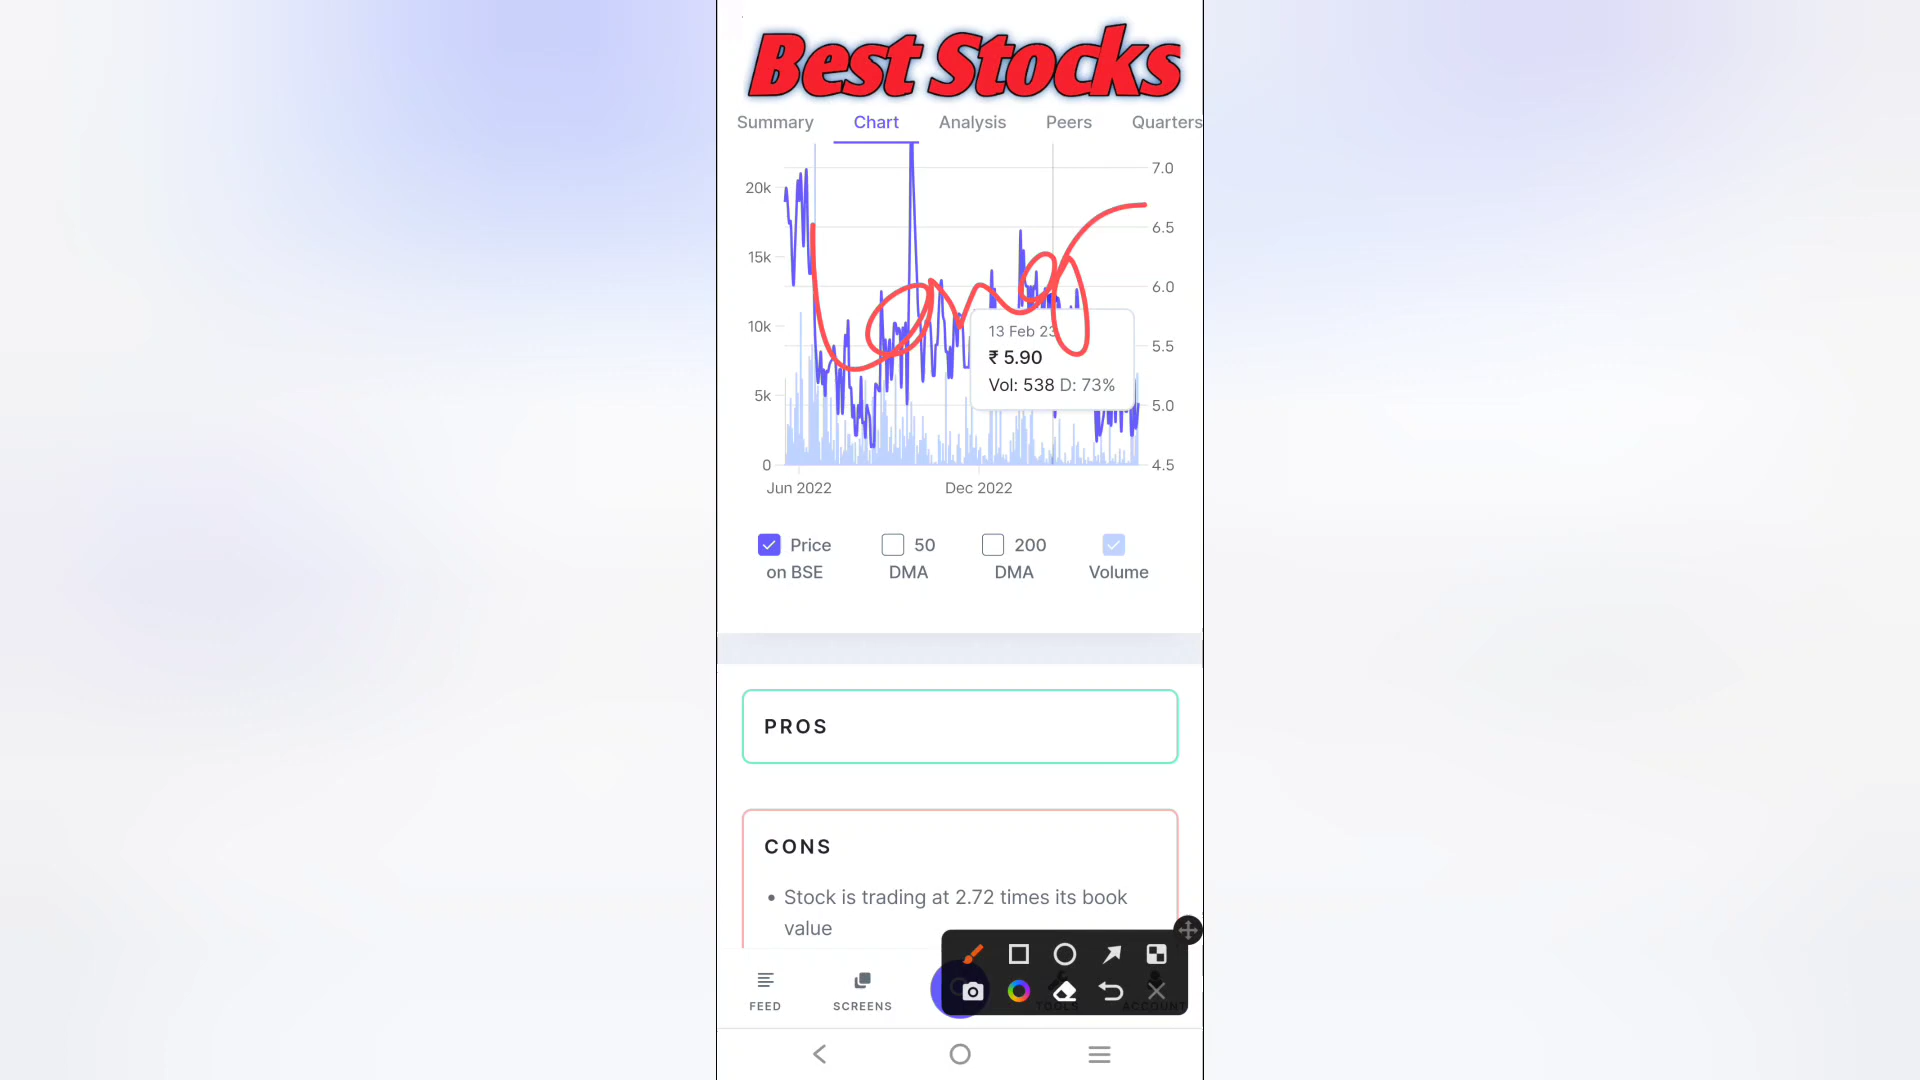 Best Stocks
Summary Chart Analysis Peers Quarters
20k 7.0
15k 6.5
10k 6.0
5k 5.5
0 5.0
4.5
13 Feb 23
₹ 5.90
Vol: 538 D: 73%
Jun 2022 Dec 2022
Price on BSE
50 DMA
200 DMA
Volume
PROS
CONS
• Stock is trading at 2.72 times its book
value
FEED SCREENS TOOLS ACCOUNT